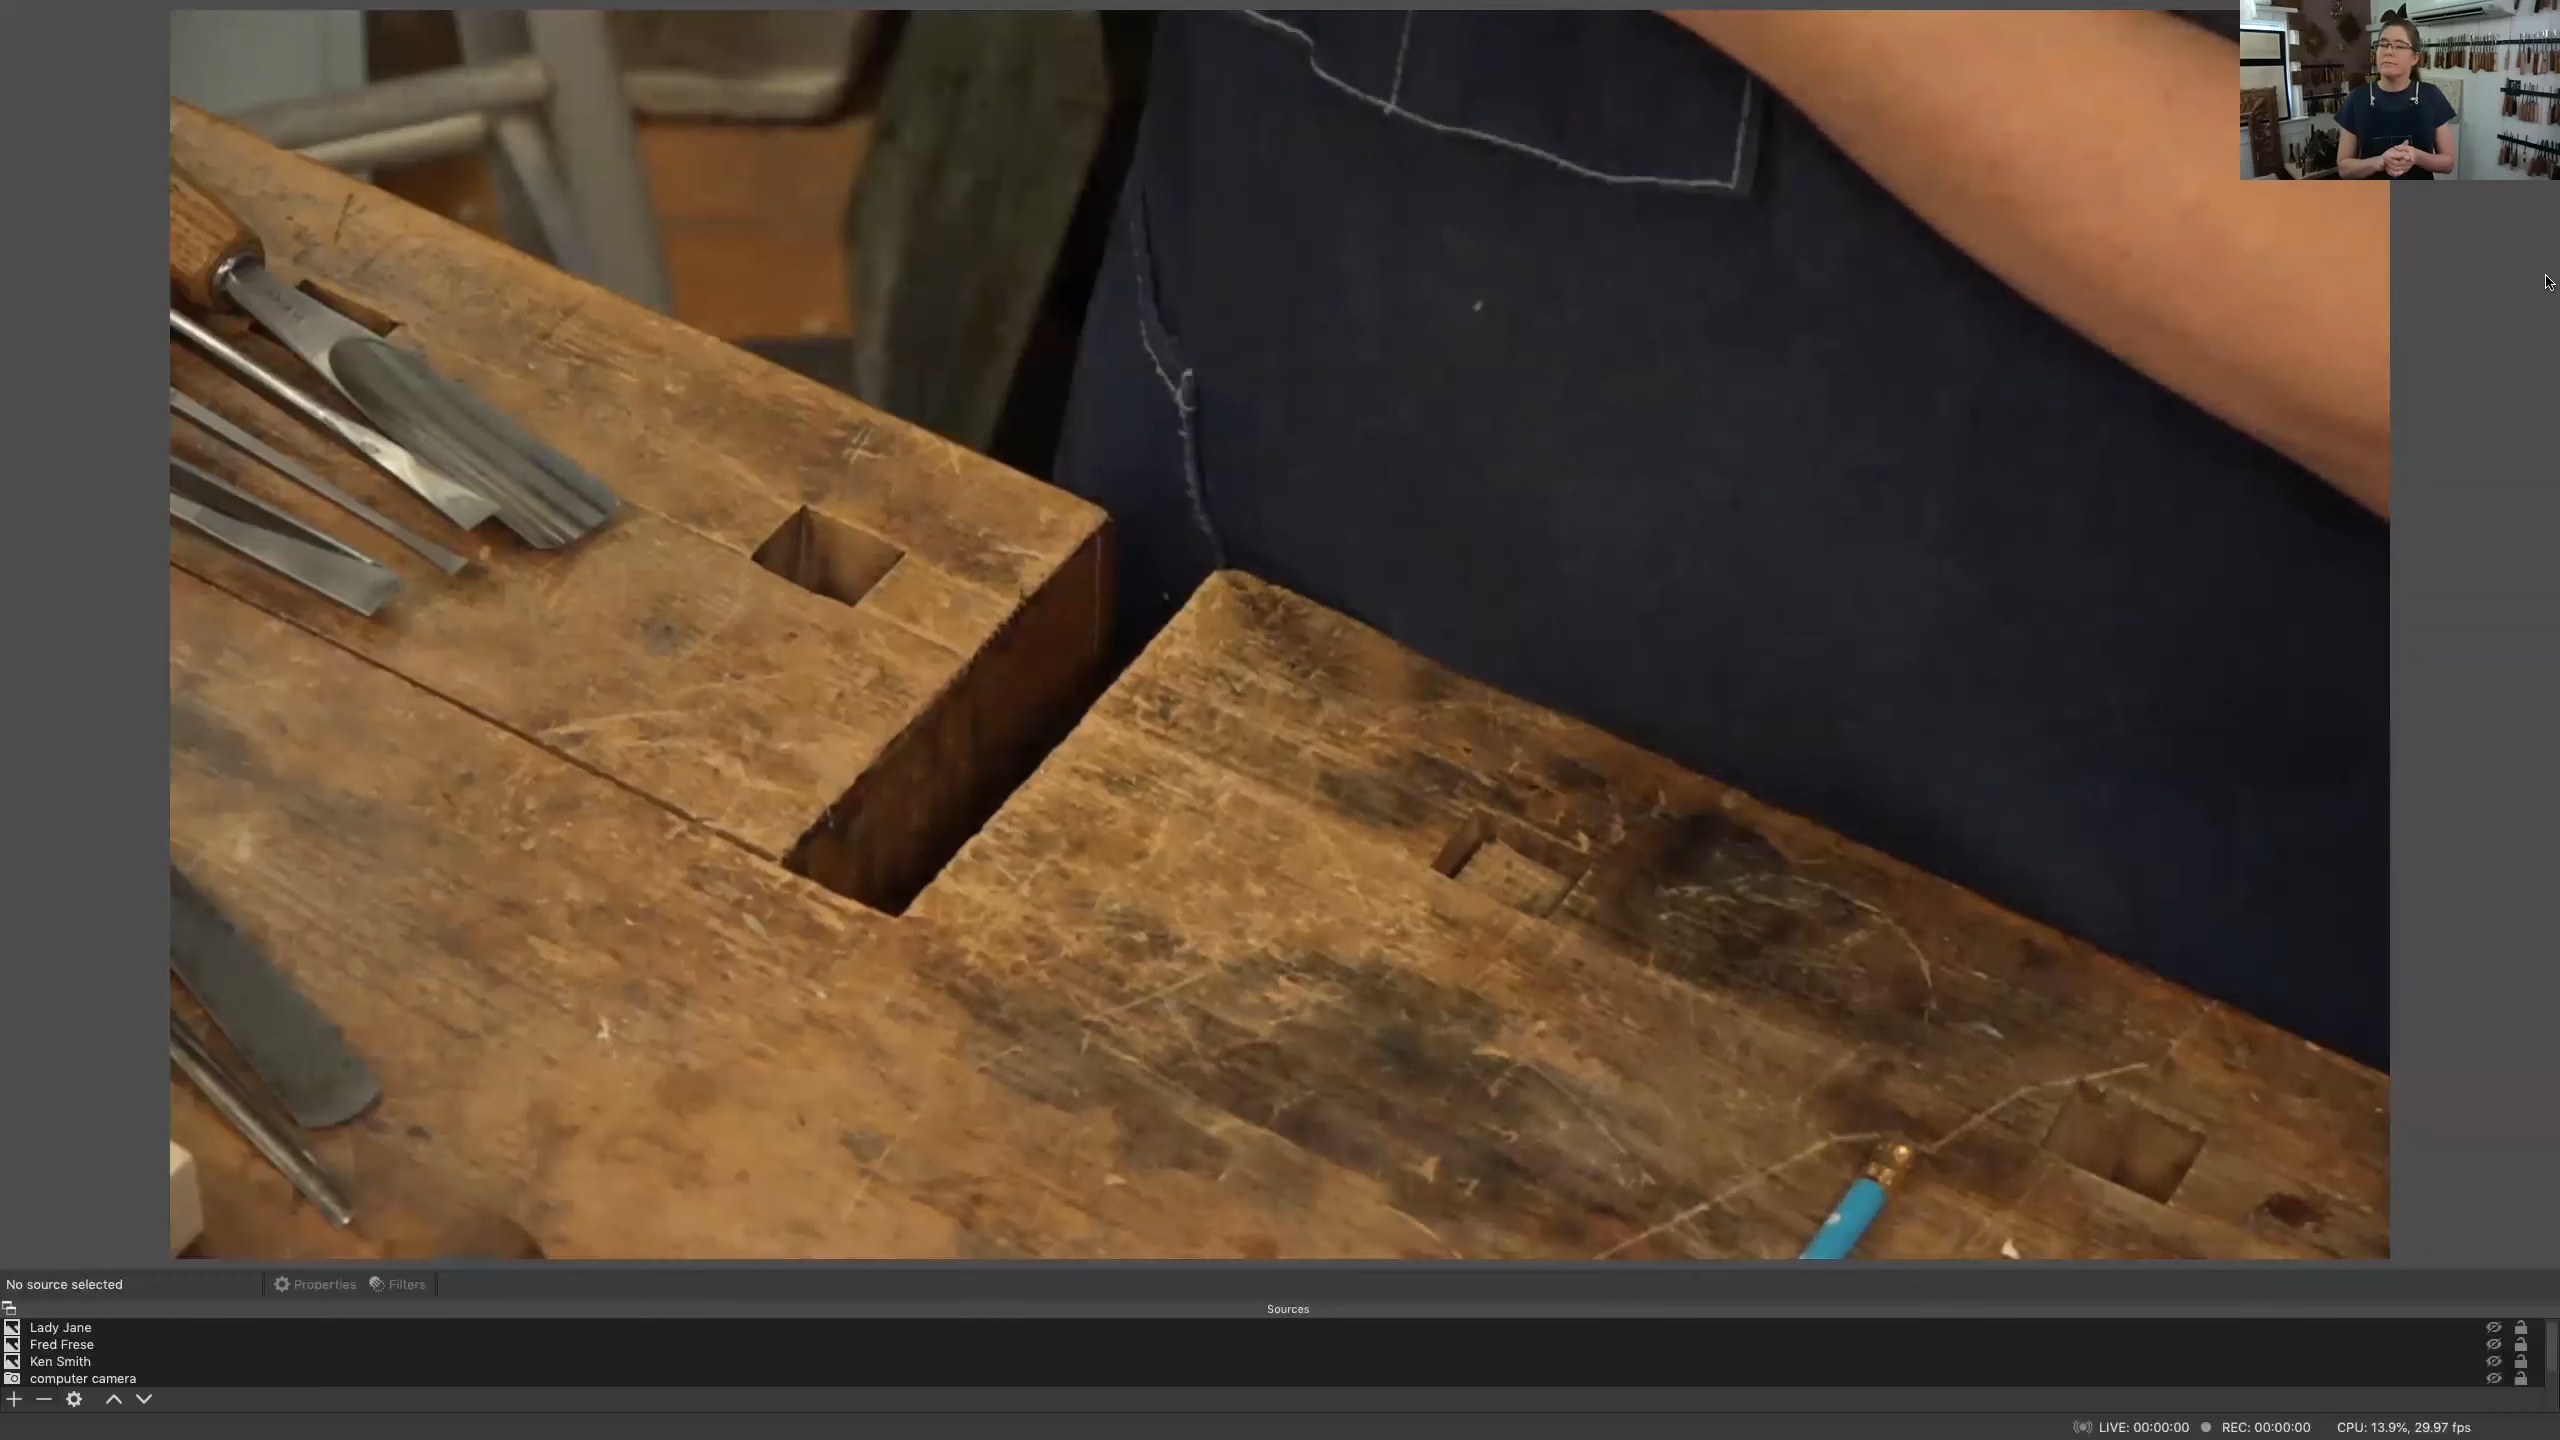 No source selected
Properties
Filters
Sources
Lady Jane
Fred Frese
Ken Smith
computer camera
LIVE: 00:00:00
REC: 00:00:00
CPU: 13.9%, 29.97 fps